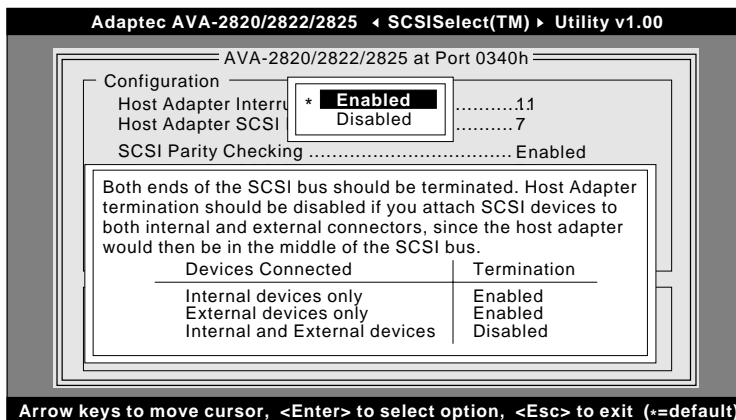 Adaptec AVA-2820/2822/2825 ◂ SCSISelect(TM) ▸ Utility v1.00
AVA-2820/2822/2825 at Port 0340h
Configuration
Host Adapter Interru
..........11
Host Adapter SCSI
..........7
* Enabled
Disabled
SCSI Parity Checking ................................... Enabled
Both ends of the SCSI bus should be terminated. Host Adapter
termination should be disabled if you attach SCSI devices to
both internal and external connectors, since the host adapter
would then be in the middle of the SCSI bus.
Devices Connected Termination
Internal devices only Enabled
External devices only Enabled
Internal and External devices Disabled
Arrow keys to move cursor, <Enter> to select option, <Esc> to exit (*=default)